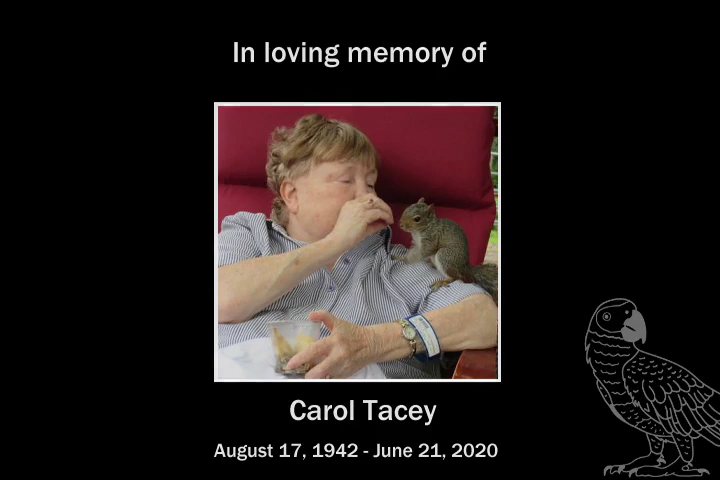 In loving memory of
Carol Tacey
August 17, 1942 - June 21, 2020